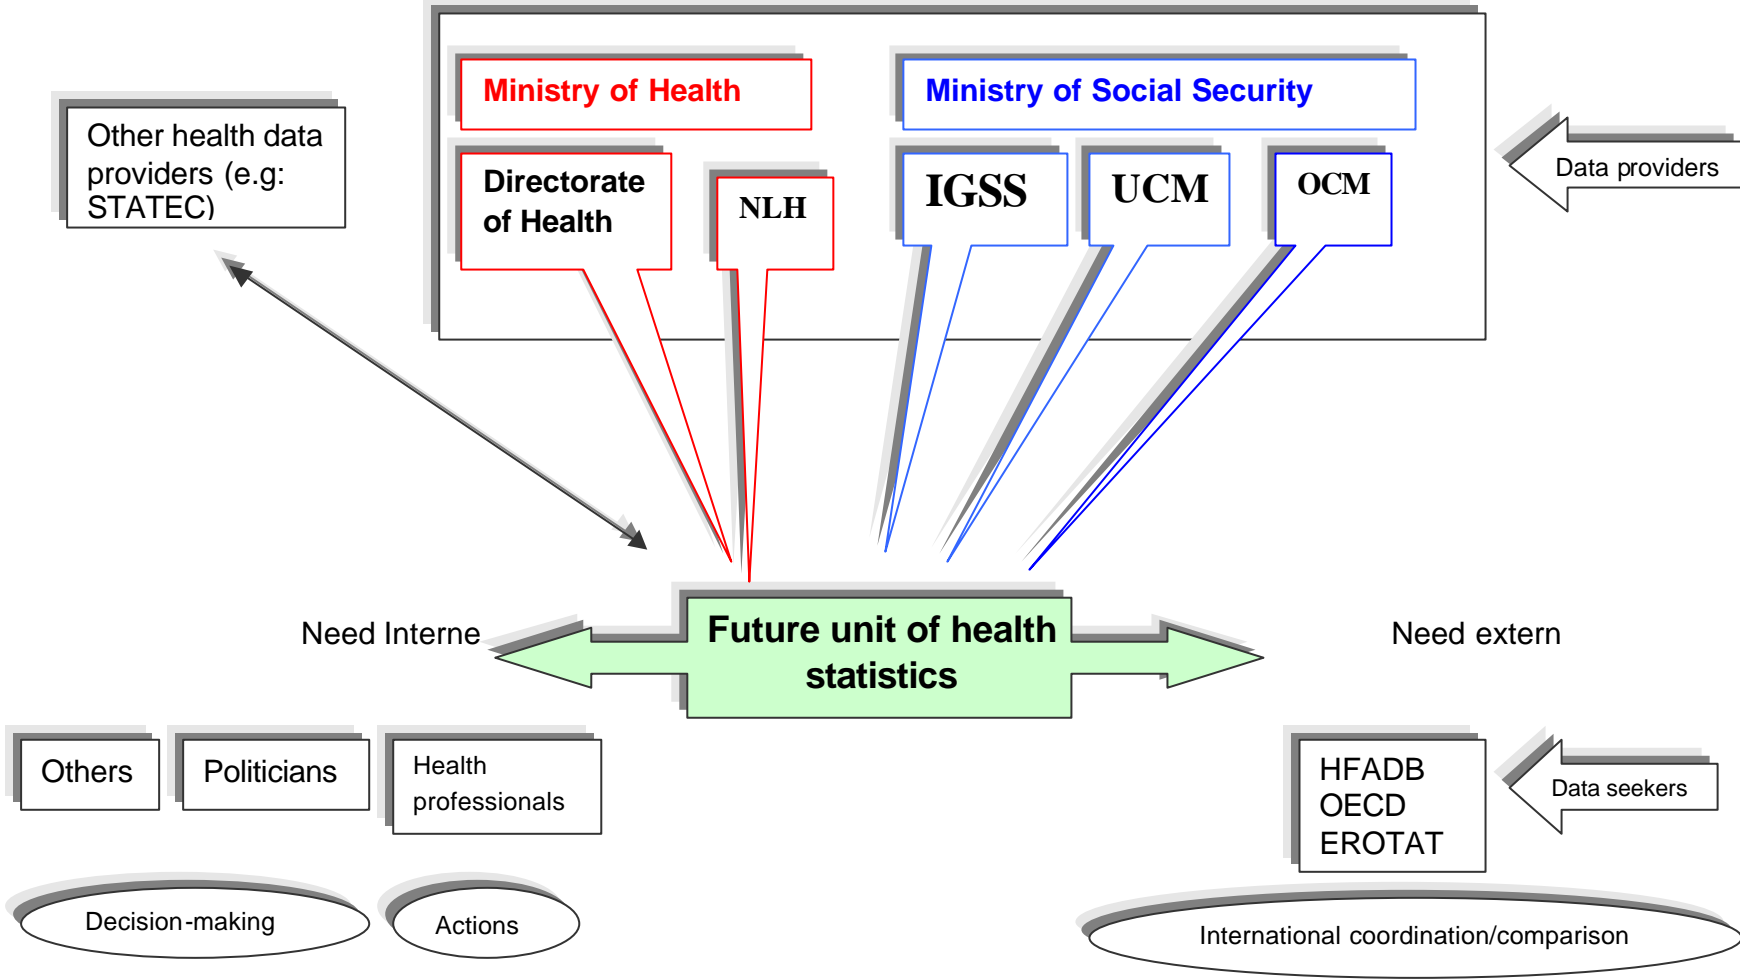 Ministry of Health
Ministry of Social Security
Other health data
providers (e.g:
STATEC)
Directorate
of Health
NLH
IGSS
UCM
OCM
Data providers
Need Interne
Future unit of health
statistics
Need extern
Others
Politicians
Health
professionals
HFADB
OECD
EROTAT
Data seekers
Decision-making
Actions
International coordination/comparison